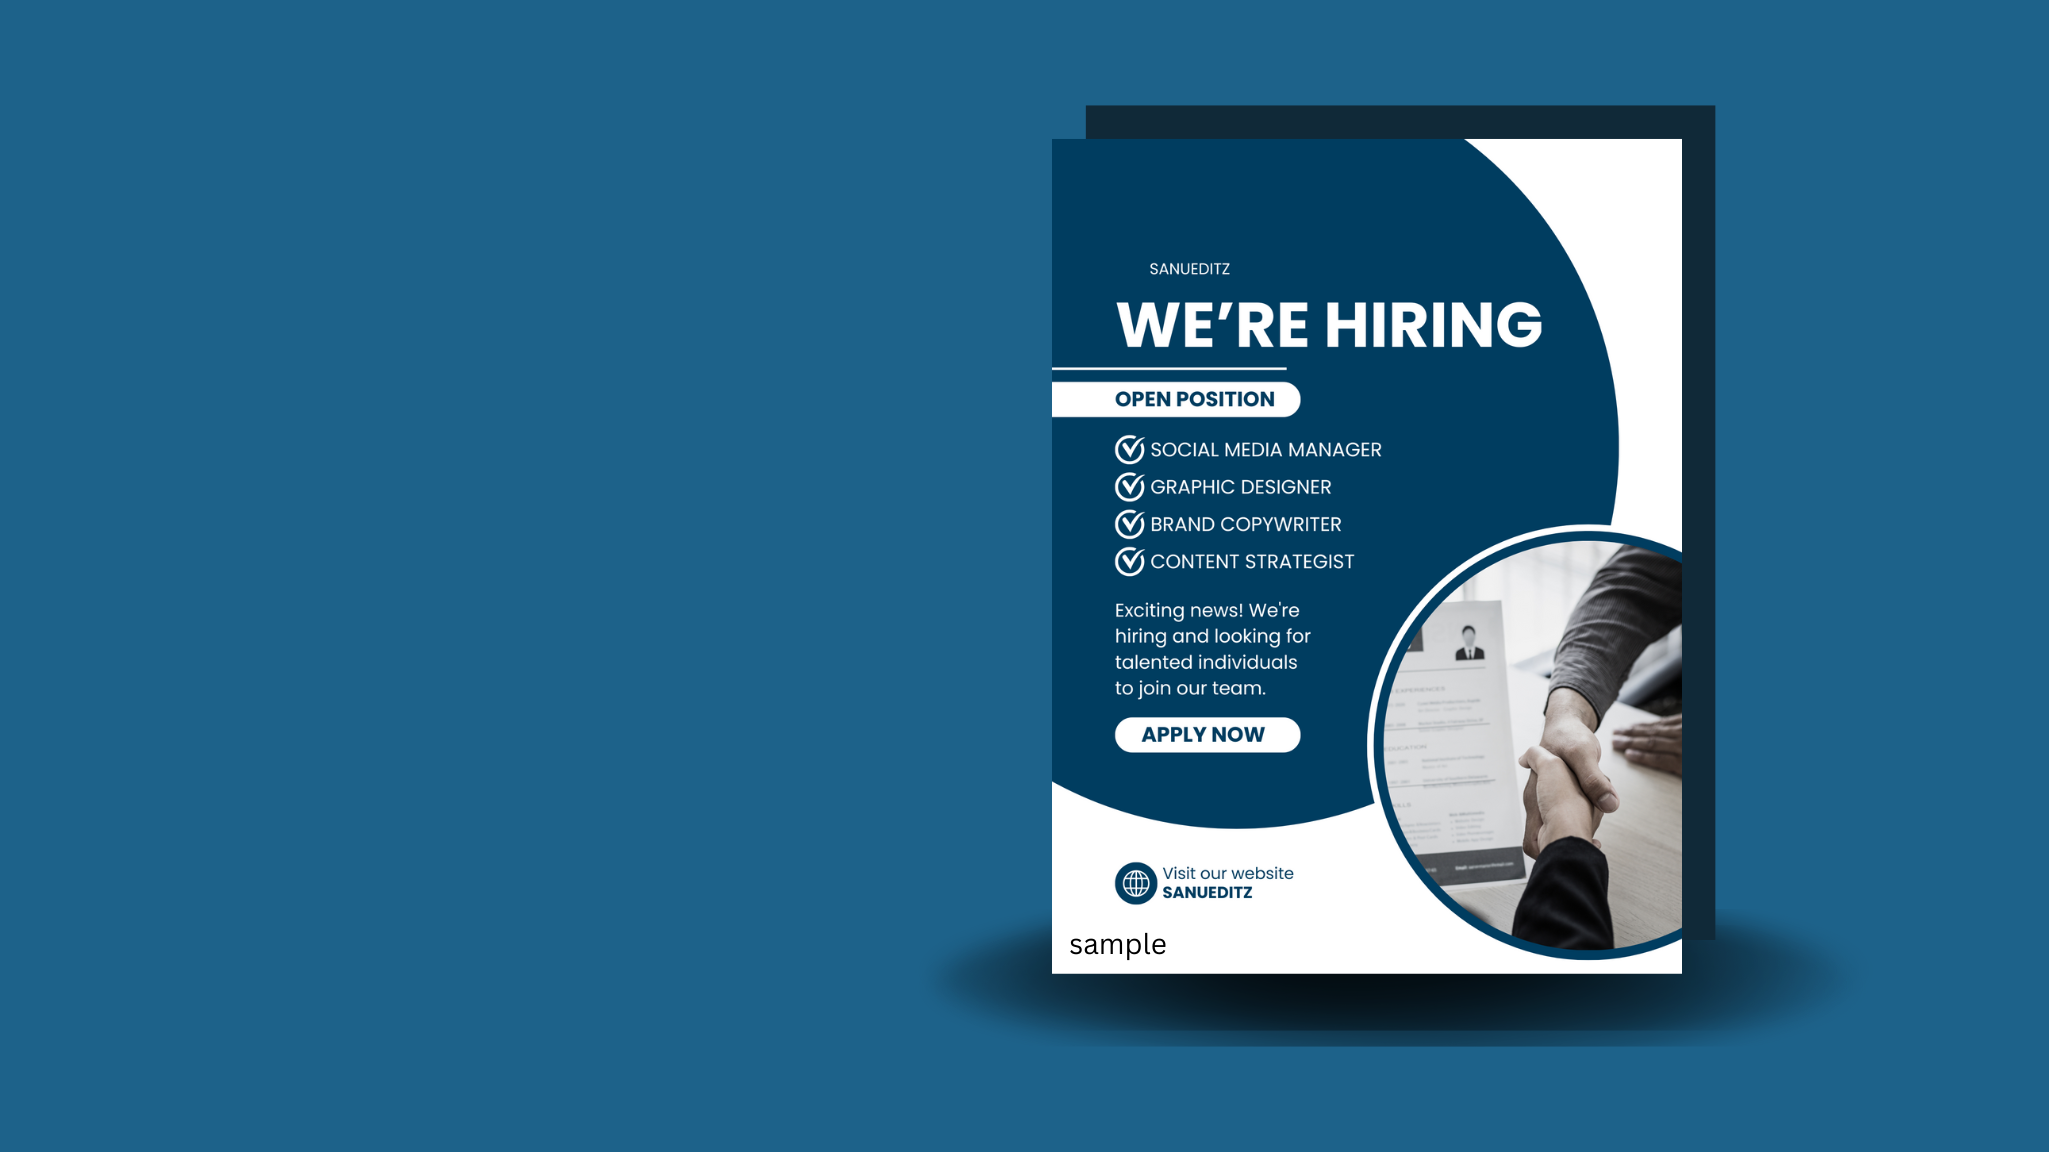 SANUEDITZ
WE’RE HIRING
OPEN POSITION
SOCIAL MEDIA MANAGER
GRAPHIC DESIGNER
BRAND COPYWRITER
CONTENT STRATEGIST
Exciting news! We're
hiring and looking for
talented individuals
to join our team.
APPLY NOW
Visit our website
SANUEDITZ
sample